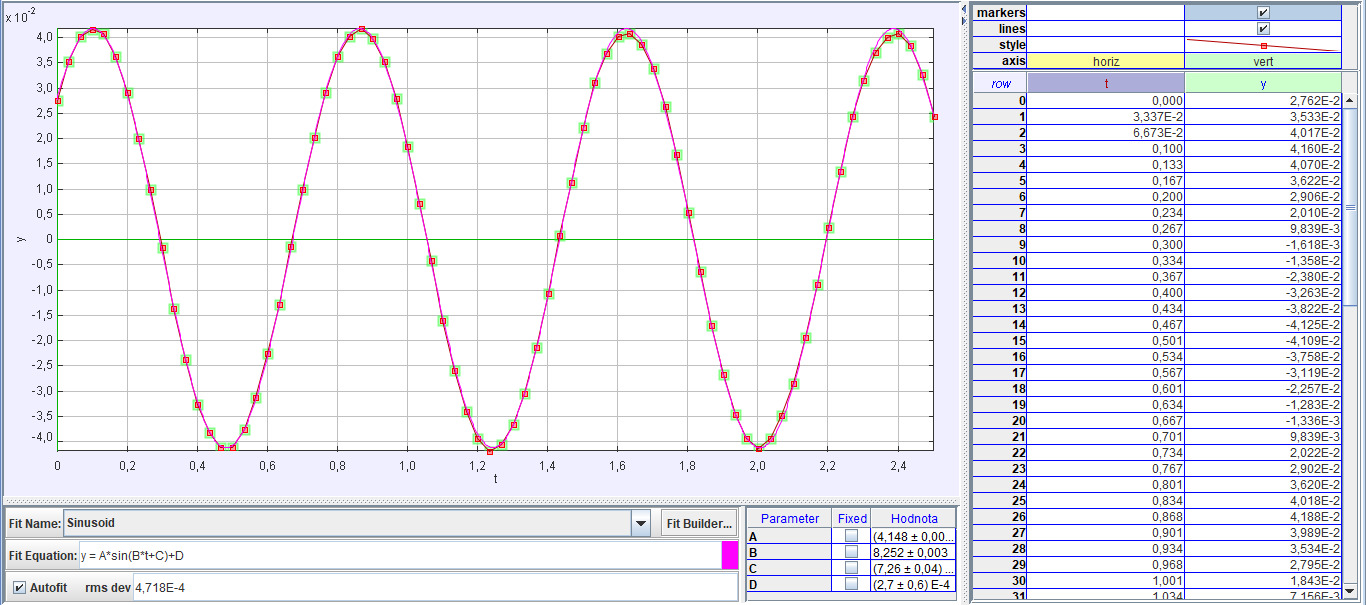 x 10-2
4,0
3,5
3,0
2,5
2,0
1,5
1,0
0,5
0
-0,5
-1,0
-1,5
-2,0
-2,5
-3,0
-3,5
-4,0
y
0 0,2 0,4 0,6 0,8 1,0 1,2 1,4 1,6 1,8 2,0 2,2 2,4
t
markers
lines
style
axis horiz vert
row t y
0 0,000 2,762E-2
1 3,337E-2 3,533E-2
2 6,673E-2 4,017E-2
3 0,100 4,160E-2
4 0,133 4,070E-2
5 0,167 3,622E-2
6 0,200 2,906E-2
7 0,234 2,010E-2
8 0,267 9,839E-3
9 0,300 -1,618E-3
10 0,334 -1,358E-2
11 0,367 -2,380E-2
12 0,400 -3,263E-2
13 0,434 -3,822E-2
14 0,467 -4,125E-2
15 0,501 -4,109E-2
16 0,534 -3,758E-2
17 0,567 -3,119E-2
18 0,601 -2,257E-2
19 0,634 -1,283E-2
20 0,667 -1,336E-3
21 0,701 9,839E-3
22 0,734 2,022E-2
23 0,767 2,902E-2
24 0,801 3,620E-2
25 0,834 4,018E-2
26 0,868 4,188E-2
27 0,901 3,989E-2
28 0,934 3,534E-2
29 0,968 2,795E-2
30 1,001 1,843E-2
31 1,034 7,156E-3
Fit Name: Sinusoid Fit Builder...
Fit Equation: y = A*sin(B*t+C)+D
Autofit rms dev 4,718E-4
Parameter Fixed Hodnota
A (4,148 ± 0,00...
B 8,252 ± 0,003
C (7,26 ± 0,04) ...
D (2,7 ± 0,6) E-4